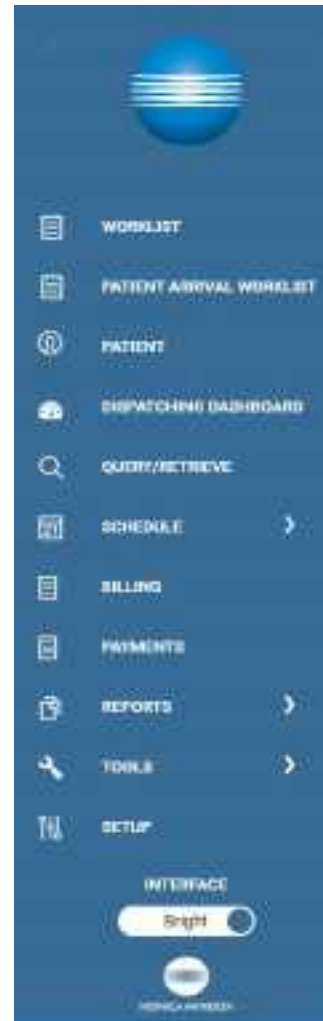 WORKLIST
PATIENT ARRIVAL WORKLIST
PATIENT
DISPATCHING DASHBOARD
QUERY/RETRIEVE
SCHEDULE
BILLING
PAYMENTS
REPORTS
TOOLS
SETUP
INTERFACE
Bright